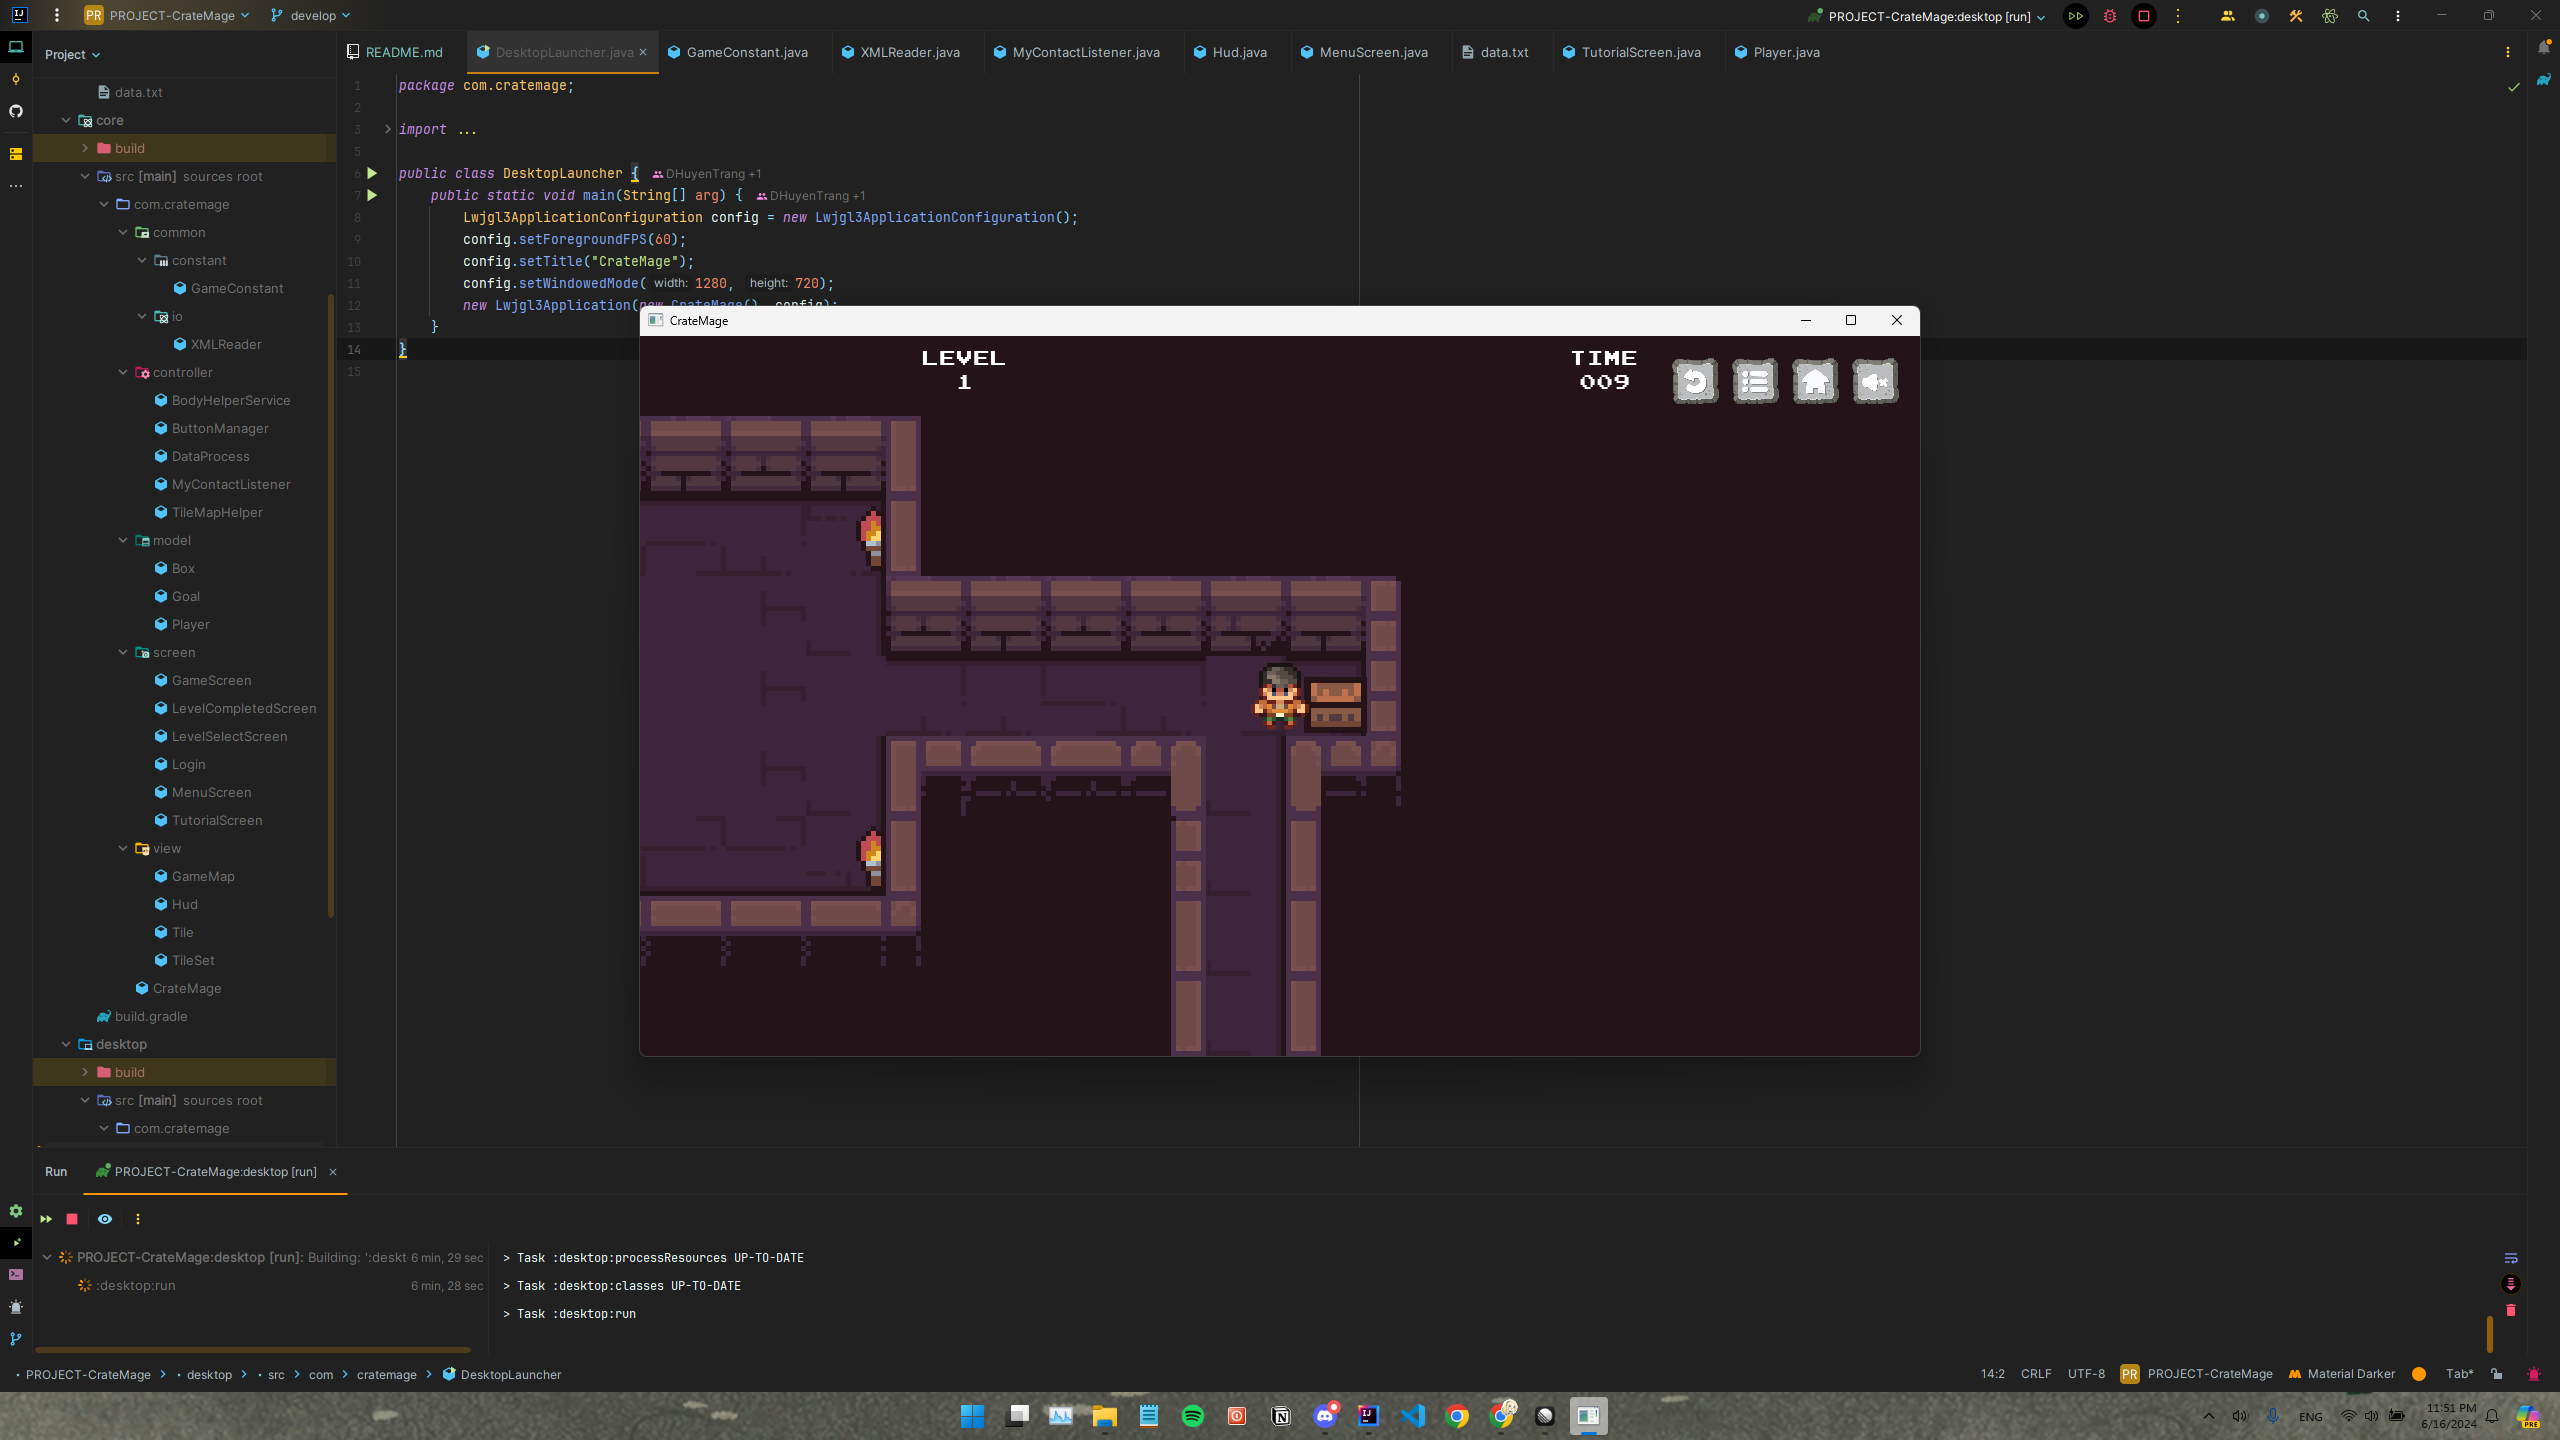 PR PROJECT-CrateMage develop PROJECT-CrateMage:desktop [run]
Project
README.md DesktopLauncher.java GameConstant.java XMLReader.java MyContactListener.java Hud.java MenuScreen.java data.txt TutorialScreen.java Player.java
data.txt
core
build
src [main] sources root
com.cratemage
common
constant
GameConstant
io
XMLReader
controller
BodyHelperService
ButtonManager
DataProcess
MyContactListener
TileMapHelper
model
Box
Goal
Player
screen
GameScreen
LevelCompletedScreen
LevelSelectScreen
Login
MenuScreen
TutorialScreen
view
GameMap
Hud
Tile
TileSet
CrateMage
build.gradle
desktop
build
src [main] sources root
com.cratemage
1 package com.cratemage;
2
3 import ...
5
6 public class DesktopLauncher { DHuyenTrang +1
7 public static void main(String[] arg) { DHuyenTrang +1
8 Lwjgl3ApplicationConfiguration config = new Lwjgl3ApplicationConfiguration();
9 config.setForegroundFPS(60);
10 config.setTitle("CrateMage");
11 config.setWindowedMode( width: 1280, height: 720);
12 new Lwjgl3Application(new CrateMage(), config);
13 }
14 }
15
CrateMage
LEVEL
1
TIME
009
Run PROJECT-CrateMage:desktop [run]
PROJECT-CrateMage:desktop [run]: Building: ':deskt 6 min, 29 sec
:desktop:run 6 min, 28 sec
> Task :desktop:processResources UP-TO-DATE
> Task :desktop:classes UP-TO-DATE
> Task :desktop:run
PROJECT-CrateMage desktop src com cratemage DesktopLauncher
14:2 CRLF UTF-8 PR PROJECT-CrateMage Material Darker Tab*
ENG
11:51 PM
6/16/2024
PRE